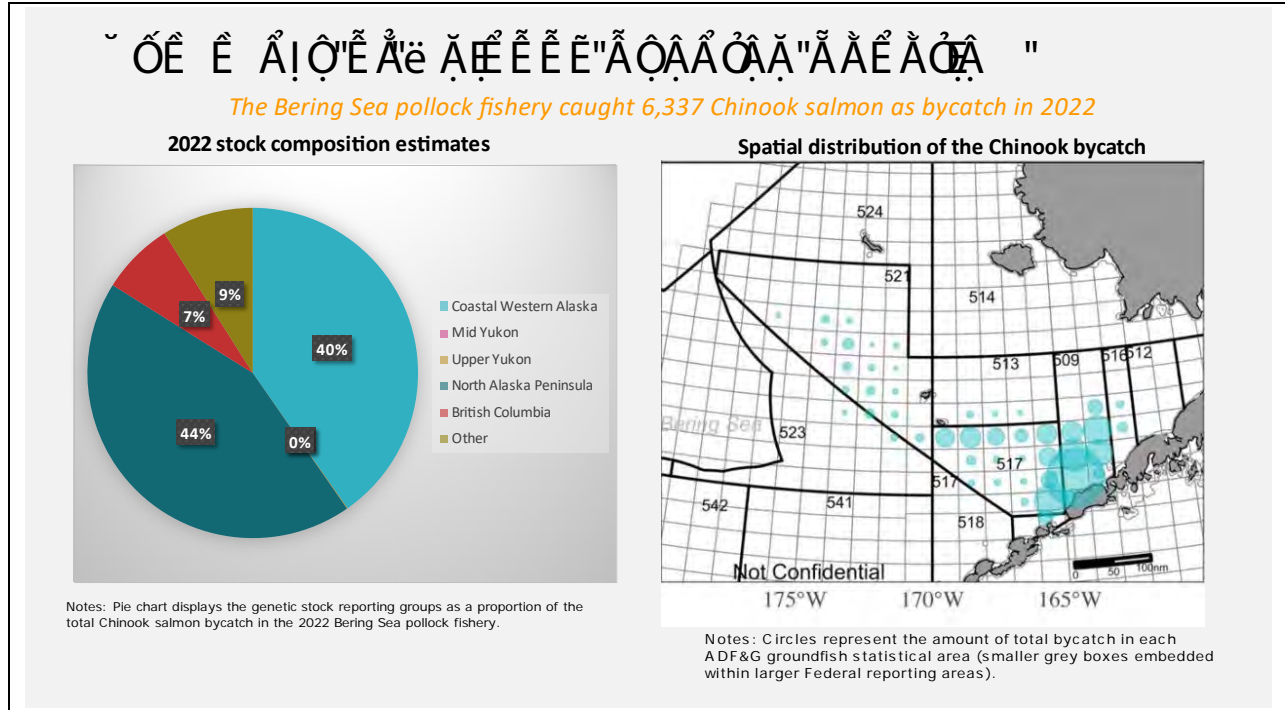 The Bering Sea pollock fishery caught 6,337 Chinook salmon as bycatch in 2022
2022 stock composition estimates
40%
44%
7%
9%
0%
Coastal Western Alaska
Mid Yukon
Upper Yukon
North Alaska Peninsula
British Columbia
Other
Notes: Pie chart displays the genetic stock reporting groups as a proportion of the
total Chinook salmon bycatch in the 2022 Bering Sea pollock fishery.
Spatial distribution of the Chinook bycatch
524
521
514
513
509
516
512
Bering Sea
523
517
517
542
541
518
Not Confidential
0 50 100nm
175°W 170°W 165°W
Notes: Circles represent the amount of total bycatch in each
ADF&G groundfish statistical area (smaller grey boxes embedded
within larger Federal reporting areas).